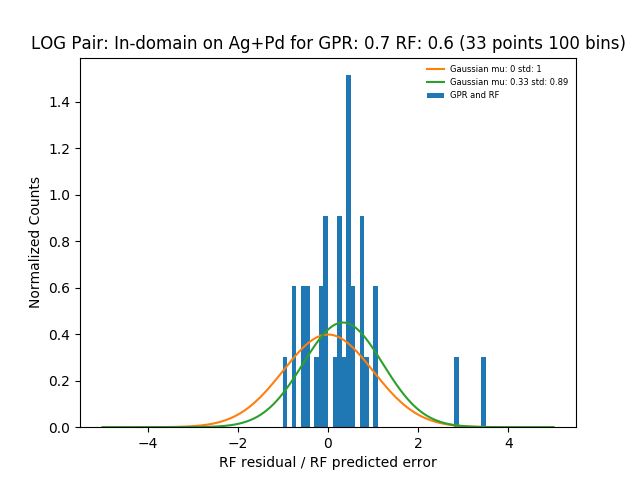 LOG Pair: In-domain on Ag+Pd for GPR: 0.7 RF: 0.6 (33 points 100 bins)
Gaussian mu: 0 std: 1
Gaussian mu: 0.33 std: 0.89
GPR and RF
Normalized Counts
1.4
1.2
1.0
0.8
0.6
0.4
0.2
0.0
−4 −2 0 2 4
RF residual / RF predicted error